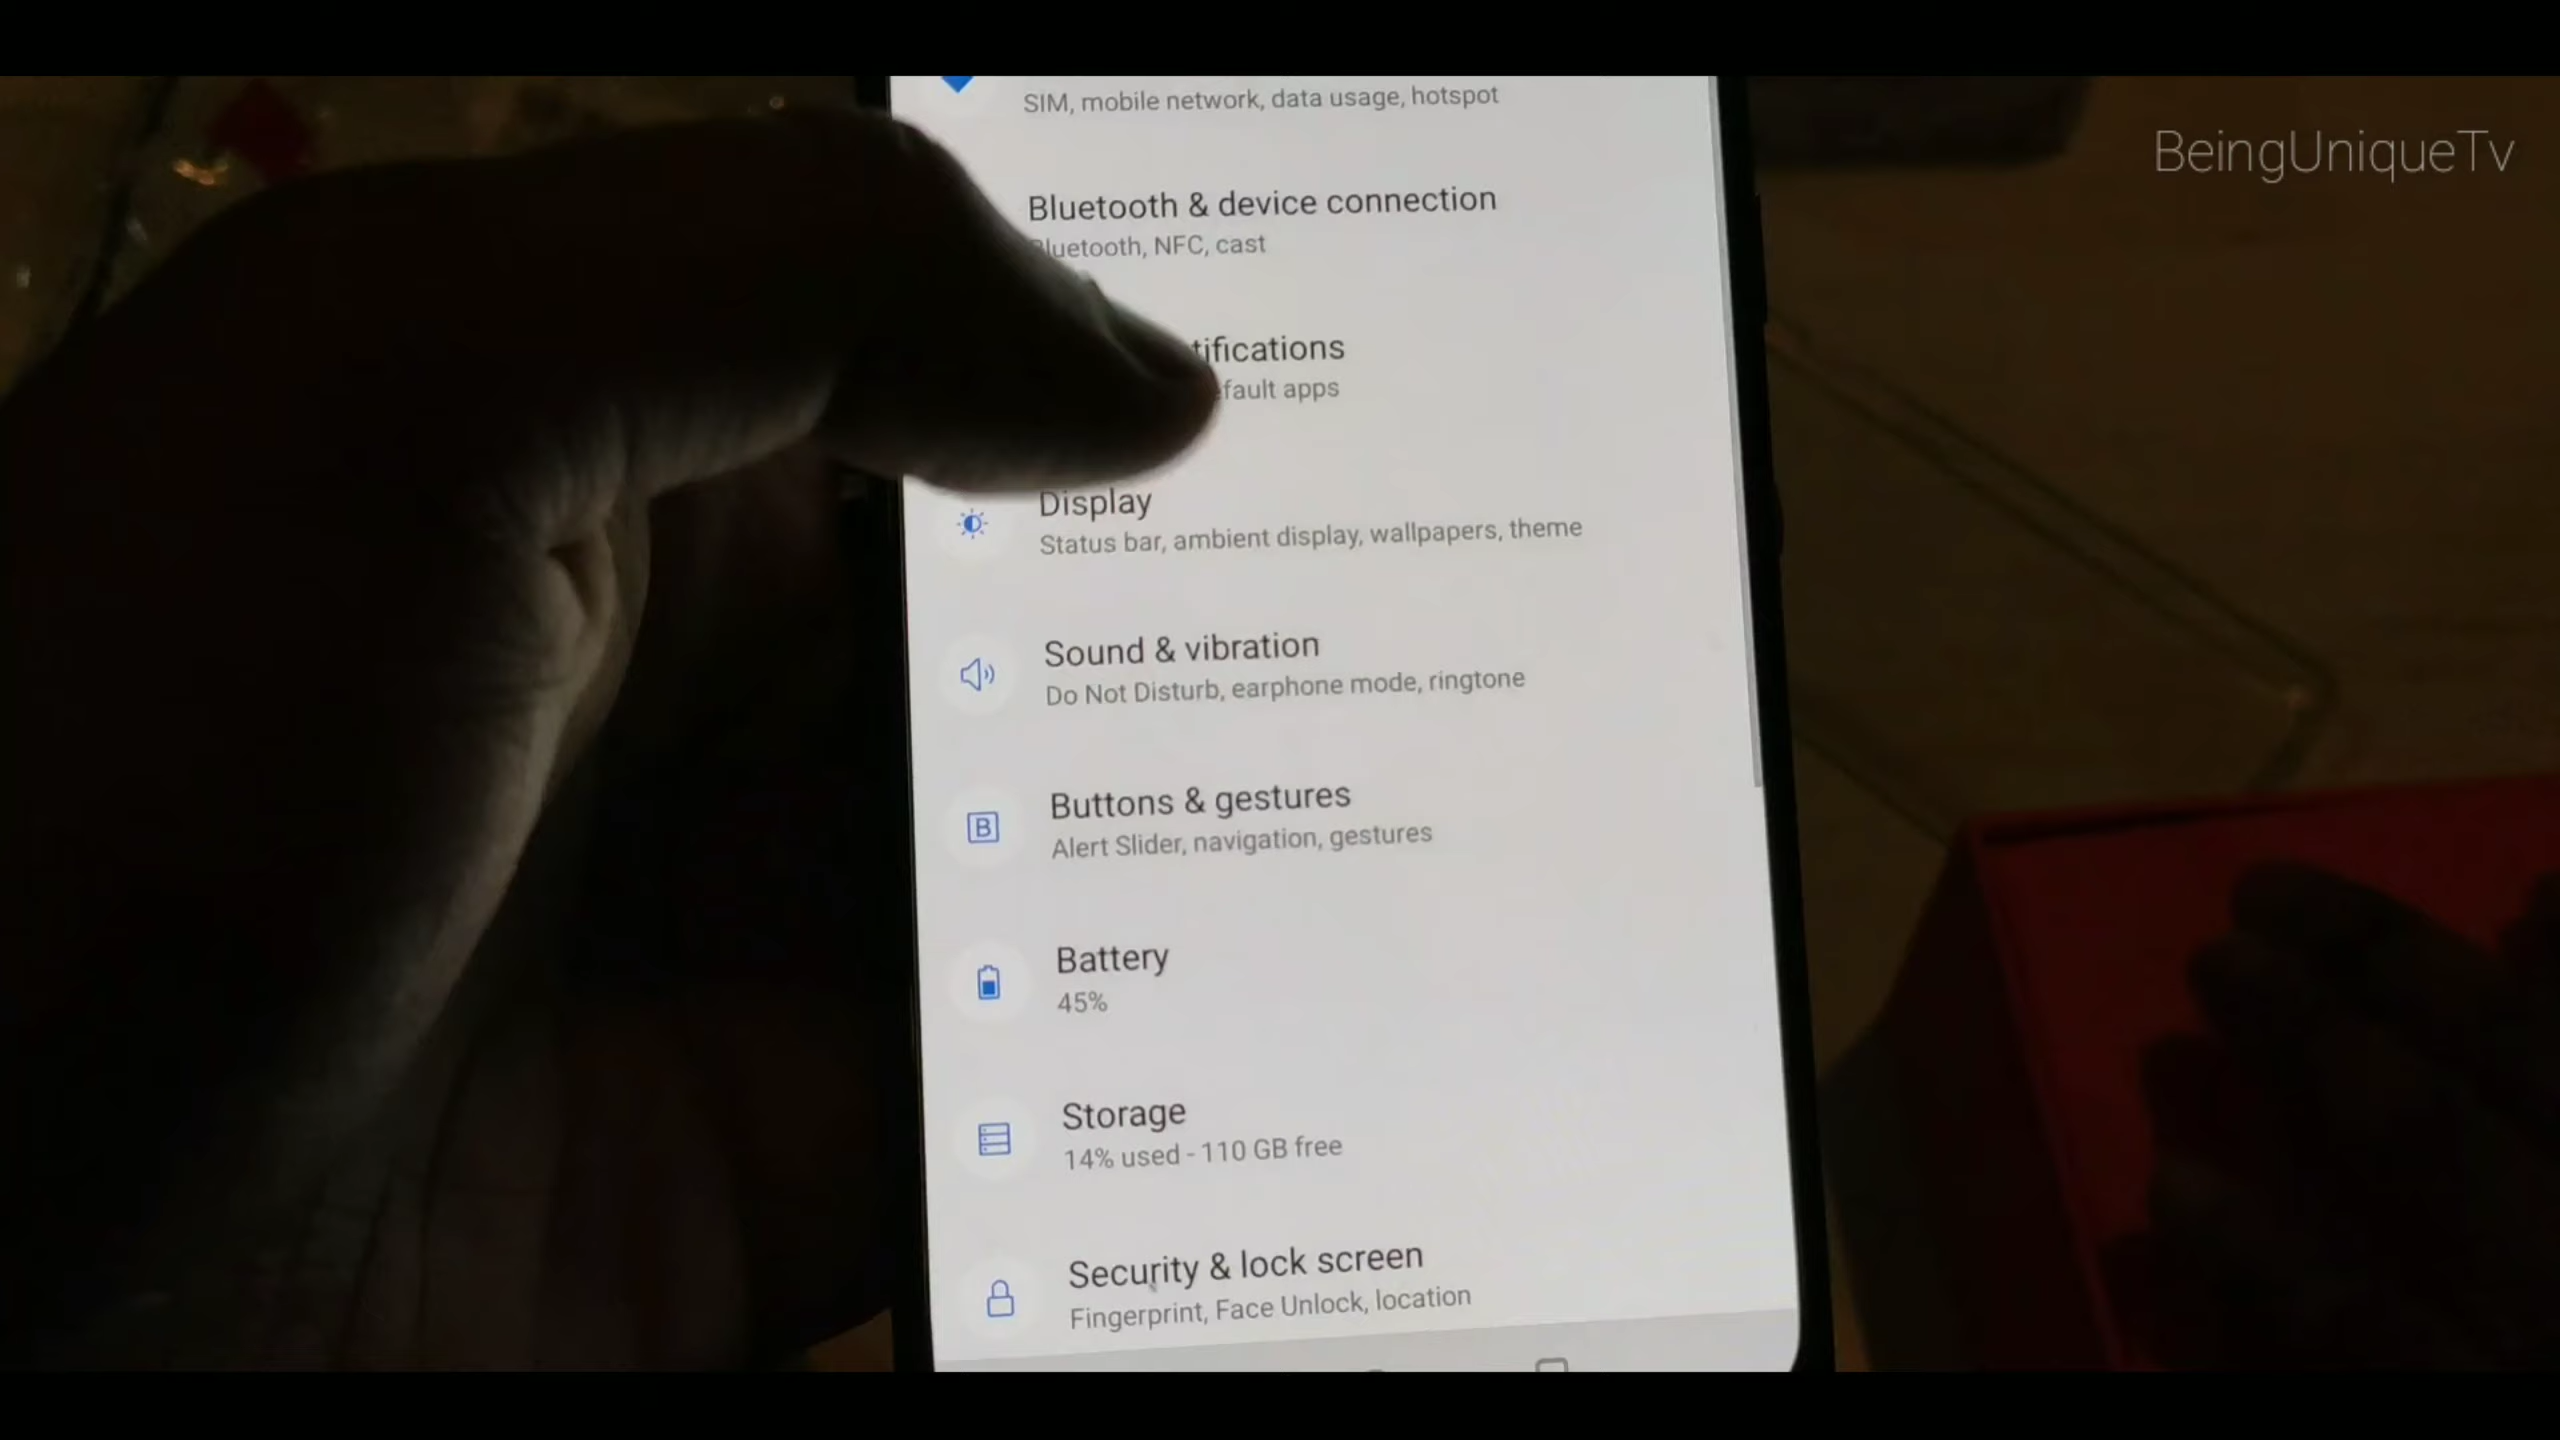 SIM, mobile network, data usage, hotspot
BeingUniqueTv
Bluetooth & device connection
Bluetooth, NFC, cast
tifications
fault apps
Display
Status bar, ambient display, wallpapers, theme
Sound & vibration
Do Not Disturb, earphone mode, ringtone
Buttons & gestures
Alert Slider, navigation, gestures
B
Battery
45%
Storage
14% used - 110 GB free
Security & lock screen
Fingerprint, Face Unlock, location